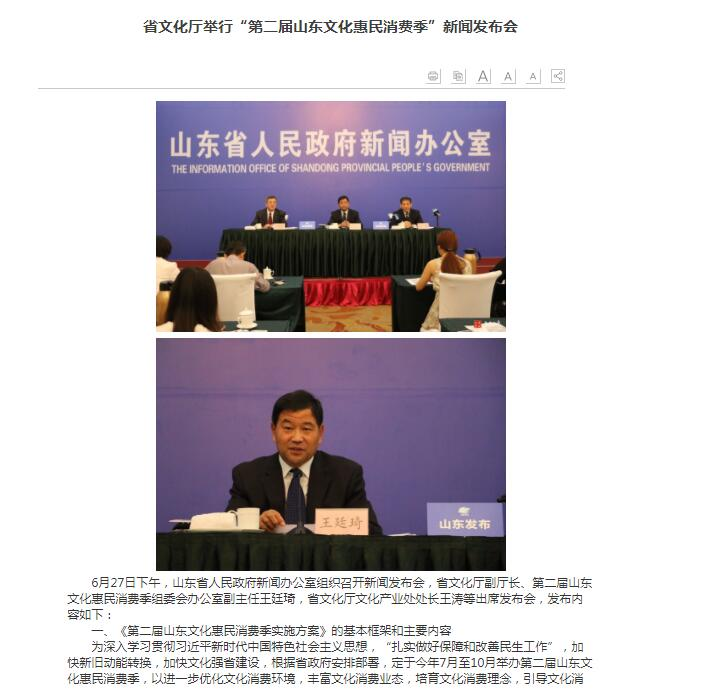 省文化厅举行“第二届山东文化惠民消费季”新闻发布会
A A A
山东省人民政府新闻办公室
THE INFORMATION OFFICE OF SHANDONG PROVINCIAL PEOPLE'S GOVERNMENT
王廷琦
山东发布
6月27日下午，山东省人民政府新闻办公室组织召开新闻发布会，省文化厅副厅长、第二届山东
文化惠民消费季组委会办公室副主任王廷琦，省文化厅文化产业处处长王涛等出席发布会，发布内
容如下：
一、《第二届山东文化惠民消费季实施方案》的基本框架和主要内容
为深入学习贯彻习近平新时代中国特色社会主义思想，“扎实做好保障和改善民生工作”，加
快新旧动能转换，加快文化强省建设，根据省政府安排部署，定于今年7月至10月举办第二届山东文
化惠民消费季，以进一步优化文化消费环境，丰富文化消费业态，培育文化消费理念，引导文化消